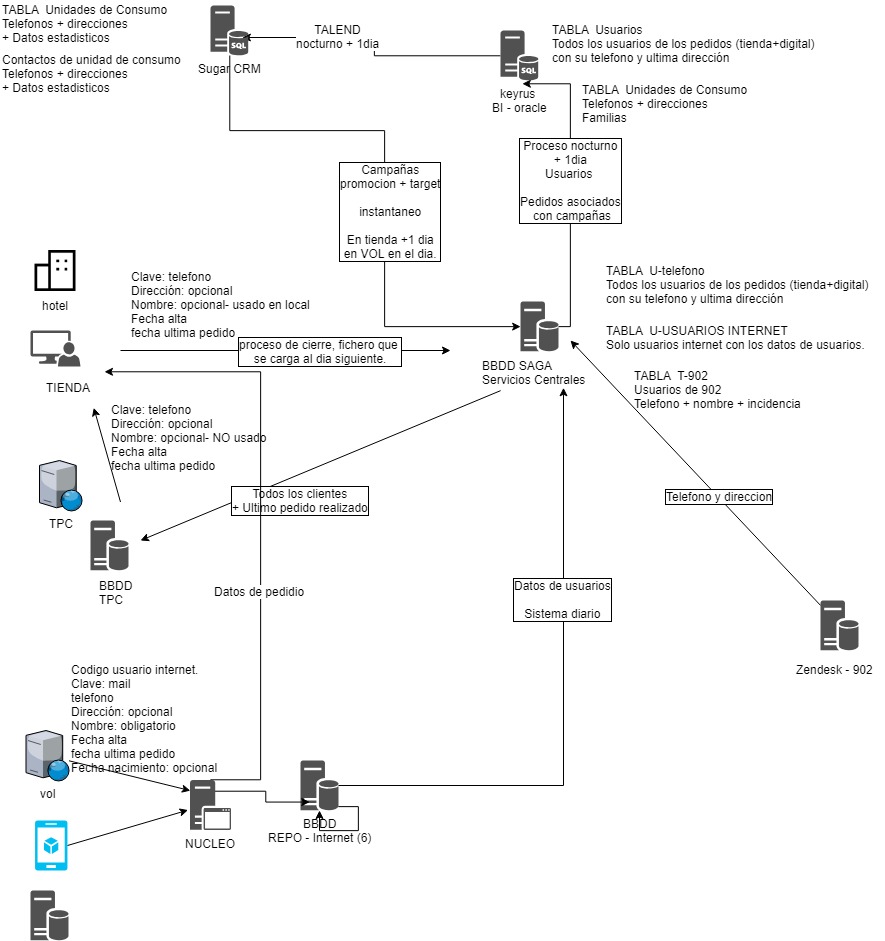 TABLA Unidades de Consumo
Telefonos + direcciones
+ Datos estadisticos
Contactos de unidad de consumo
Telefonos + direcciones
+ Datos estadisticos
SQL
Sugar CRM
TALEND
nocturno + 1dia
SQL
keyrus
BI - oracle
TABLA Usuarios
Todos los usuarios de los pedidos (tienda+digital)
con su telefono y ultima dirección
TABLA Unidades de Consumo
Telefonos + direcciones
Familias
Campañas
promocion + target
instantaneo
En tienda +1 dia
en VOL en el dia.
Proceso nocturno
+ 1dia
Usuarios
Pedidos asociados
con campañas
hotel
Clave: telefono
Dirección: opcional
Nombre: opcional- usado en local
Fecha alta
fecha ultima pedido
TIENDA
proceso de cierre, fichero que
se carga al dia siguiente.
BBDD SAGA
Servicios Centrales
TABLA U-telefono
Todos los usuarios de los pedidos (tienda+digital)
con su telefono y ultima dirección
TABLA U-USUARIOS INTERNET
Solo usuarios internet con los datos de usuarios.
TABLA T-902
Usuarios de 902
Telefono + nombre + incidencia
Clave: telefono
Dirección: opcional
Nombre: opcional- NO usado
Fecha alta
fecha ultima pedido
TPC
BBDD
TPC
Todos los clientes
+ Ultimo pedido realizado
Telefono y direccion
Datos de pedidio
Datos de usuarios
Sistema diario
Zendesk - 902
Codigo usuario internet.
Clave: mail
telefono
Dirección: opcional
Nombre: obligatorio
Fecha alta
fecha ultima pedido
Fecha nacimiento: opcional
vol
NUCLEO
BBDD
REPO - Internet (6)